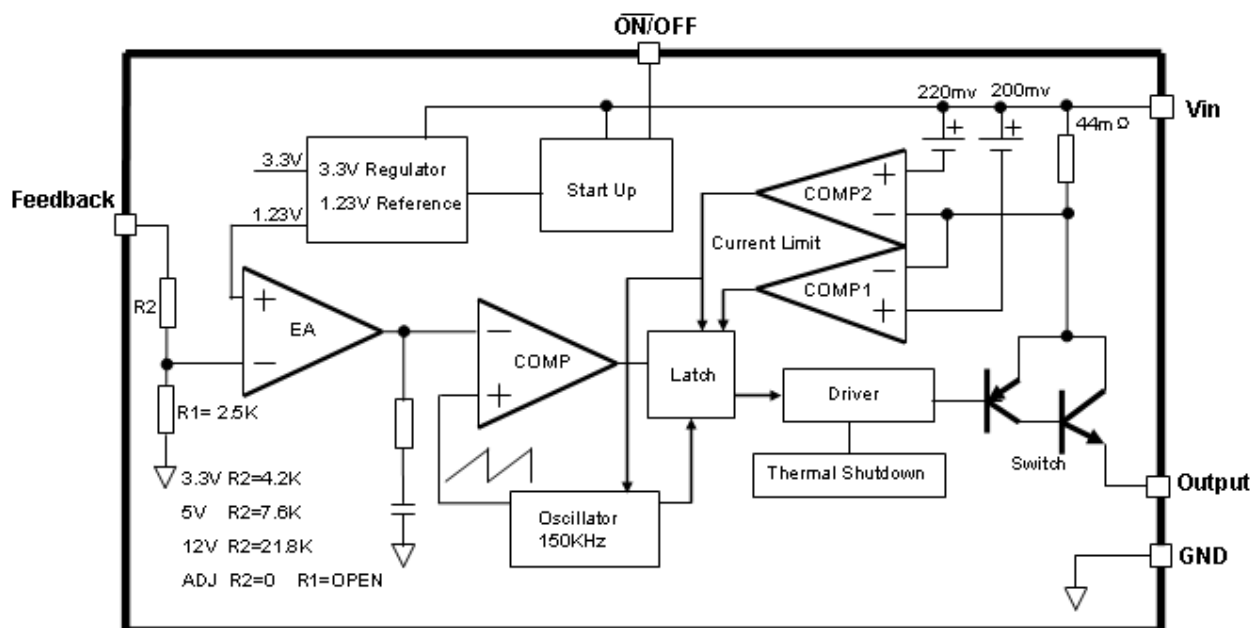 ON/OFF
220mv 200mv
Vin
44mΩ
3.3V
3.3V Regulator
1.23V Reference
Start Up
COMP2
Feedback
1.23V
Current Limit
COMP1
R2
EA
COMP
Latch
R1= 2.5K
Driver
Switch
Thermal Shutdown
3.3V R2=4.2K
5V R2=7.6K
12V R2=21.8K
ADJ R2=0 R1=OPEN
Oscillator
150KHz
Output
GND